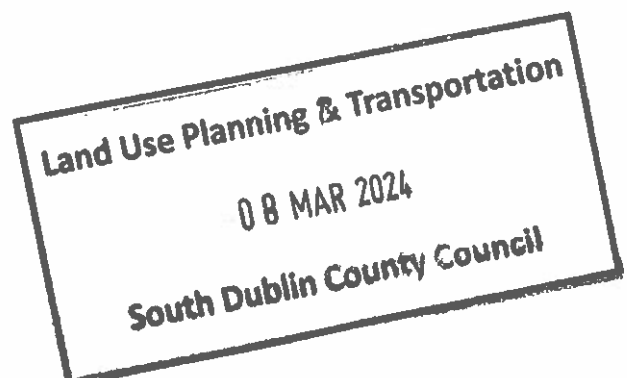 Land Use Planning & Transportation
08 MAR 2024
South Dublin County Council